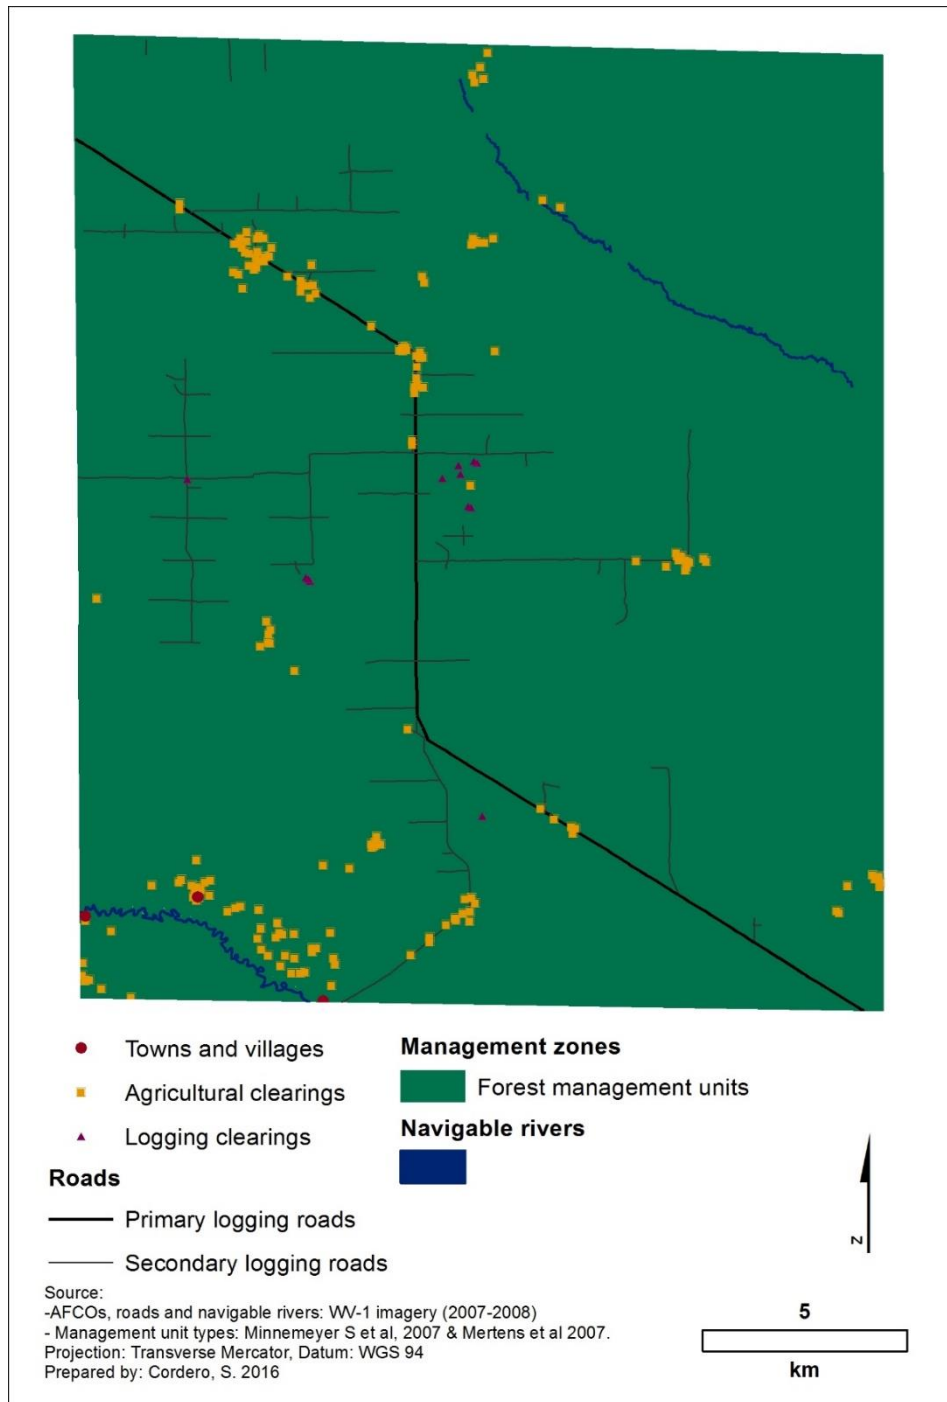 Towns and villages
Agricultural clearings
Logging clearings
Roads
Primary logging roads
Secondary logging roads
Management zones
Forest management units
Navigable rivers
N
Source:
-AFCOs, roads and navigable rivers: WV-1 imagery (2007-2008)
- Management unit types: Minnemeyer S et al, 2007 & Mertens et al 2007.
Projection: Transverse Mercator, Datum: WGS 94
Prepared by: Cordero, S. 2016
5
km